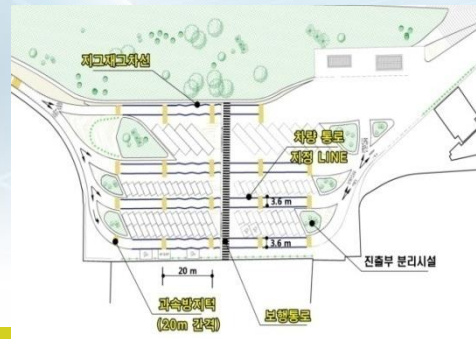 지그재그차선
차량 통로
지정 LINE
3.6 m
3.6 m
진출부 분리시설
20 m
과속방지턱
(20m 간격)
보행통로